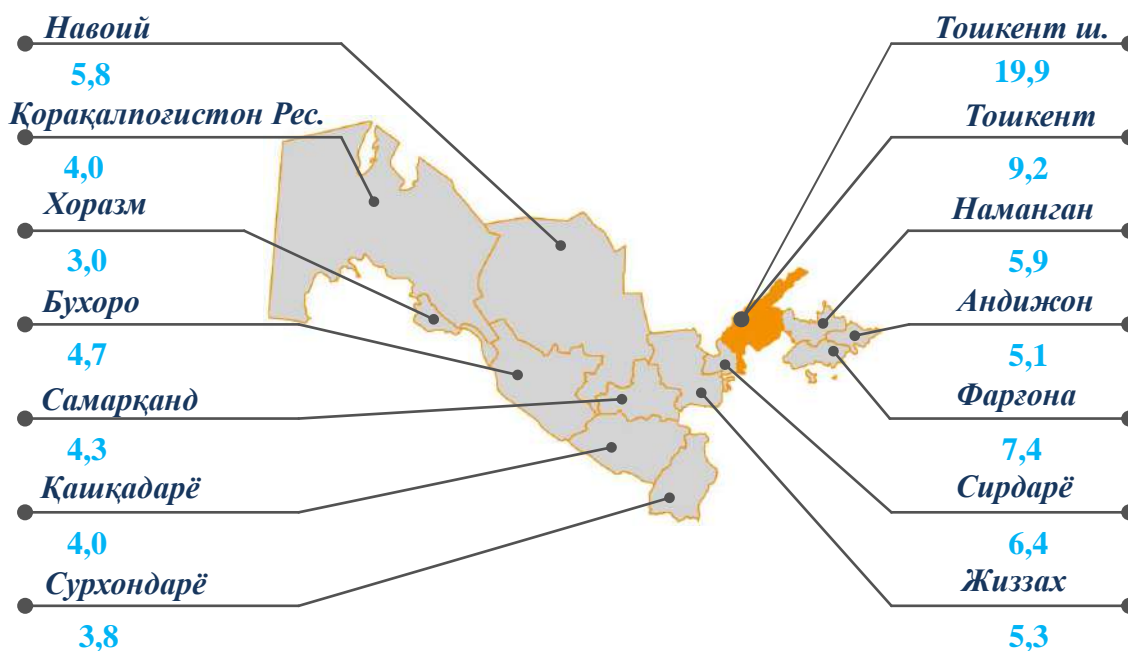 Навоий
5,8
Қорақалпоғистон Рес.
4,0
Хоразм
3,0
Бухоро
4,7
Самарқанд
4,3
Қашқадарё
4,0
Сурхондарё
3,8
Тошкент ш.
19,9
Тошкент
9,2
Наманган
5,9
Андижон
5,1
Фарғона
7,4
Сирдарё
6,4
Жиззах
5,3